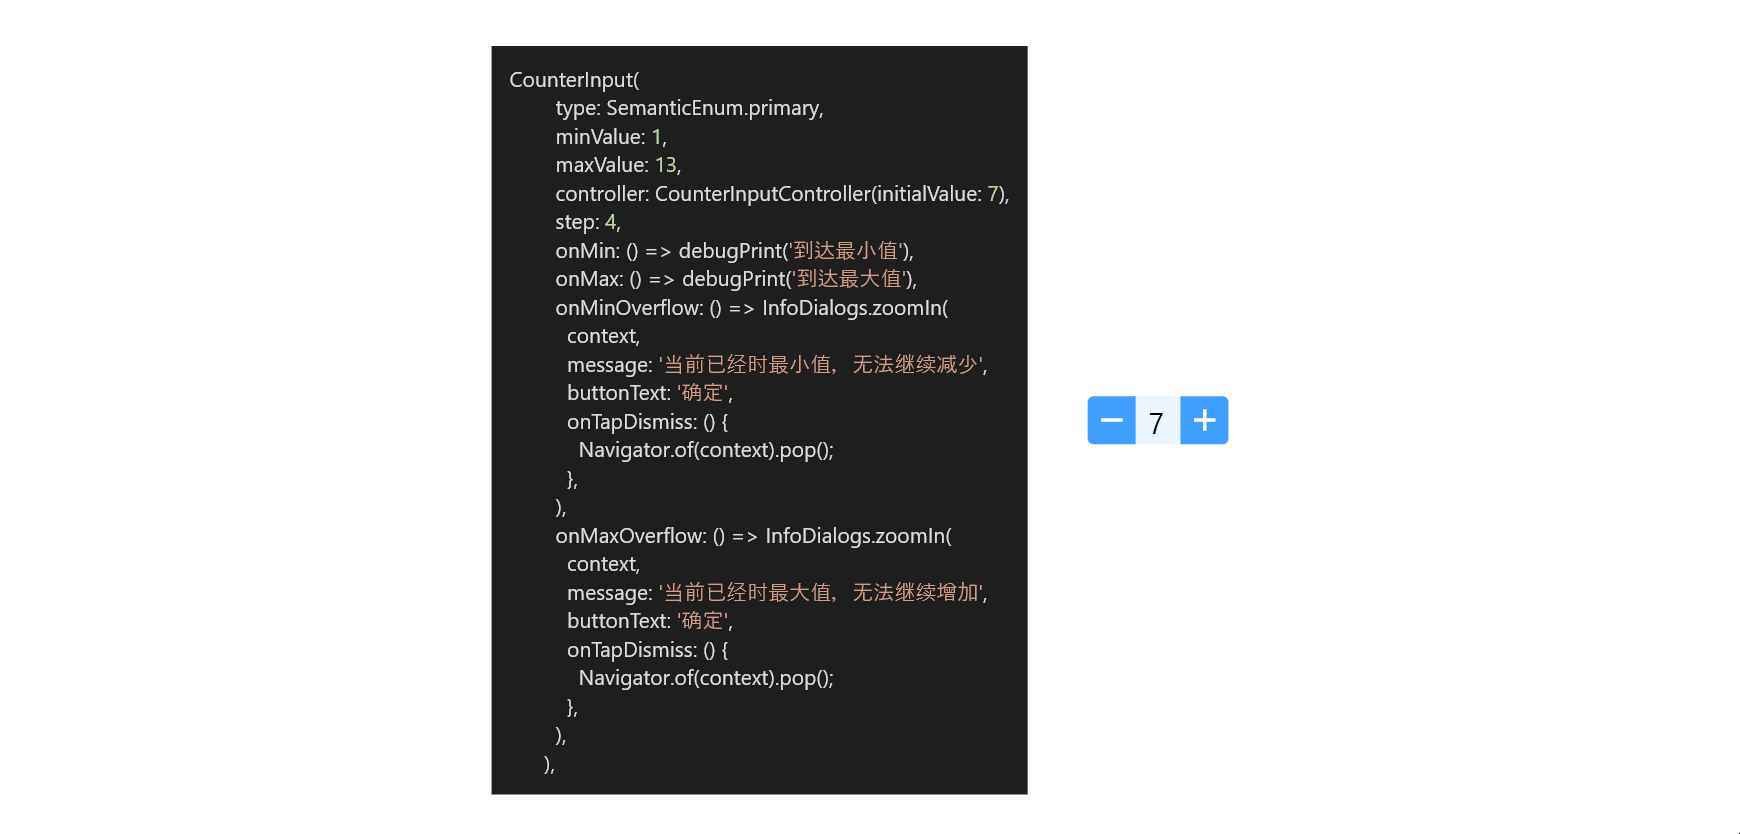 CounterInput(
type: SemanticEnum.primary,
minValue: 1,
maxValue: 13,
controller: CounterInputController(initialValue: 7),
step: 4,
onMin: () => debugPrint('到达最小值'),
onMax: () => debugPrint('到达最大值'),
onMinOverflow: () => InfoDialogs.zoomIn(
context,
message: '当前已经时最小值，无法继续减少',
buttonText: '确定',
onTapDismiss: () {
Navigator.of(context).pop();
},
),
onMaxOverflow: () => InfoDialogs.zoomIn(
context,
message: '当前已经时最大值，无法继续增加',
buttonText: '确定',
onTapDismiss: () {
Navigator.of(context).pop();
},
),
),
− 7 +